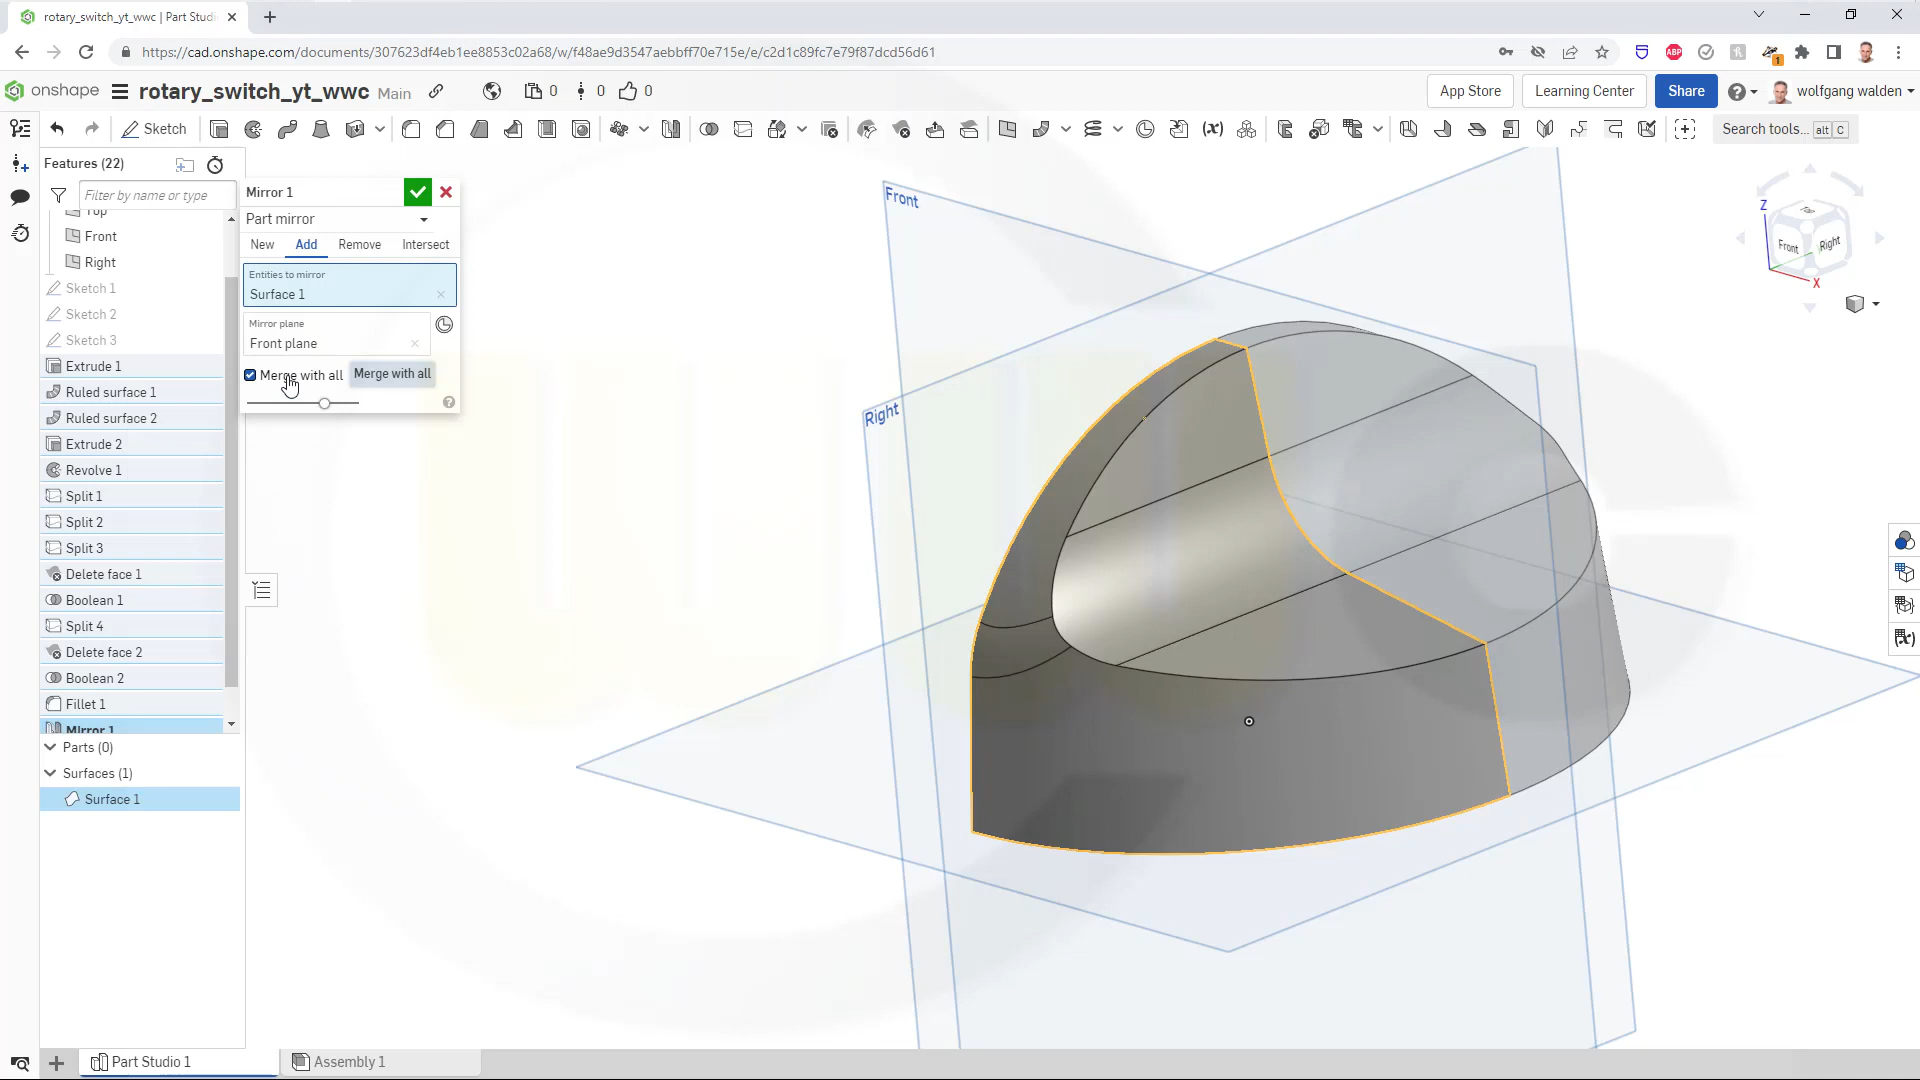 rotary_switch_yt_wwc | Part Studi
https://cad.onshape.com/documents/307623df4eb1ee8853c02a68/w/f48ae9d3547aebbff70e715e/e/c2d1c89fc7e79f87dcd56d61
onshape rotary_switch_yt_wwc Main 0 0 0 App Store Learning Center Share wolfgang walden
Sketch Search tools... alt C
Features (22)
Filter by name or type
Top
Front
Right
Sketch 1
Sketch 2
Sketch 3
Extrude 1
Ruled surface 1
Ruled surface 2
Extrude 2
Revolve 1
Split 1
Split 2
Split 3
Delete face 1
Boolean 1
Split 4
Delete face 2
Boolean 2
Fillet 1
Mirror 1
Parts (0)
Surfaces (1)
Surface 1
Mirror 1
Part mirror
New Add Remove Intersect
Entities to mirror
Surface 1
Mirror plane
Front plane
Merge with all Merge with all
Front
Right
Z
Top
Front Right
X
Part Studio 1 Assembly 1